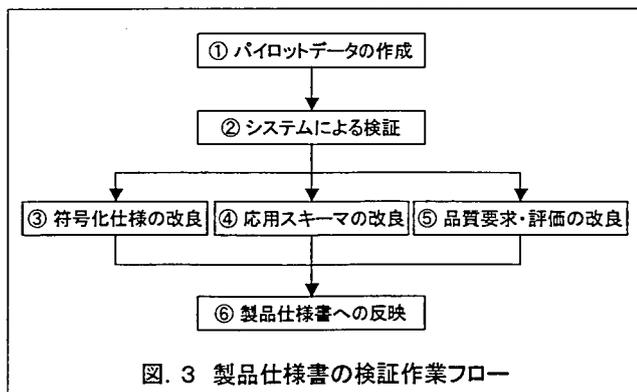 ① パイロットデータの作成
② システムによる検証
③ 符号化仕様の改良
④ 応用スキーマの改良
⑤ 品質要求・評価の改良
⑥ 製品仕様書への反映
図. 3 製品仕様書の検証作業フロー